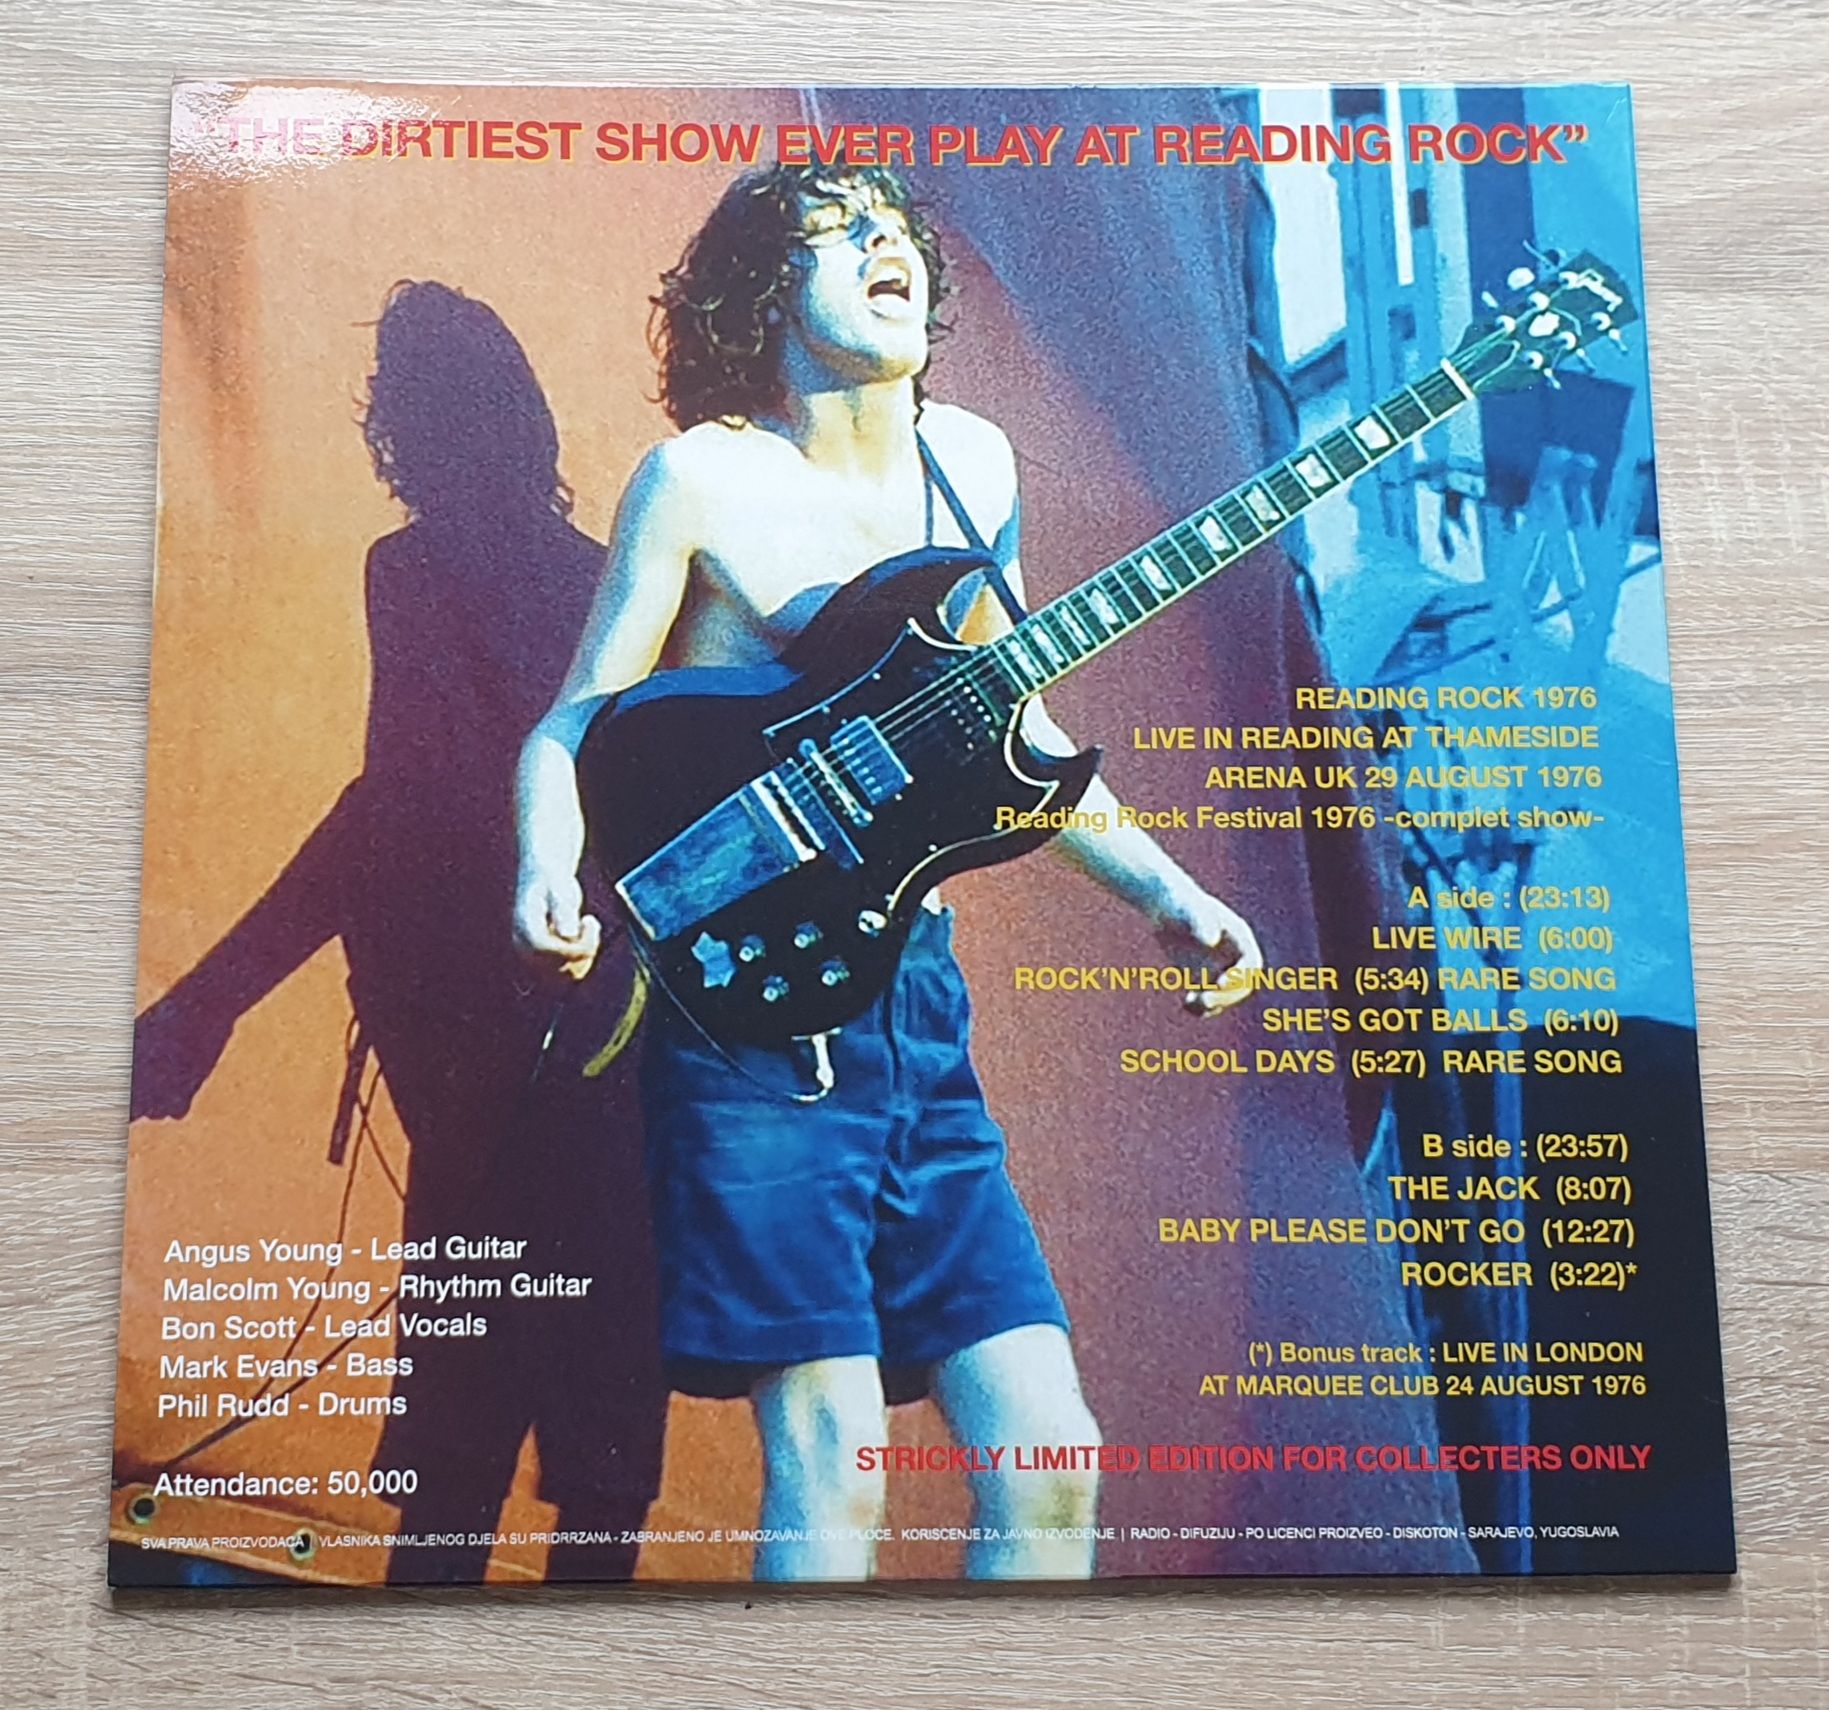 "THE DIRTIEST SHOW EVER PLAY AT READING ROCK"
READING ROCK 1976
LIVE IN READING AT THAMESIDE
ARENA UK 29 AUGUST 1976
Reading Rock Festival 1976 -complet show-
A side : (23:13)
LIVE WIRE (6:00)
ROCK'N'ROLL SINGER (5:34) RARE SONG
SHE'S GOT BALLS (6:10)
SCHOOL DAYS (5:27) RARE SONG
B side : (23:57)
THE JACK (8:07)
BABY PLEASE DON'T GO (12:27)
ROCKER (3:22)*
(*) Bonus track : LIVE IN LONDON
AT MARQUEE CLUB 24 AUGUST 1976
Angus Young - Lead Guitar
Malcolm Young - Rhythm Guitar
Bon Scott - Lead Vocals
Mark Evans - Bass
Phil Rudd - Drums
Attendance: 50,000
STRICKLY LIMITED EDITION FOR COLLECTERS ONLY
SVA PRAVA PROIZVODACA | VLASNIKA SNIMLJENOG DJELA SU PRIDRRZANA - ZABRANJENO JE UMNOZAVANJE OVE PLOCE. KORISCENJE ZA JAVNO IZVODENJE | RADIO - DIFUZIJU - PO LICENCI PROIZVEO - DISKOTON - SARAJEVO, YUGOSLAVIA